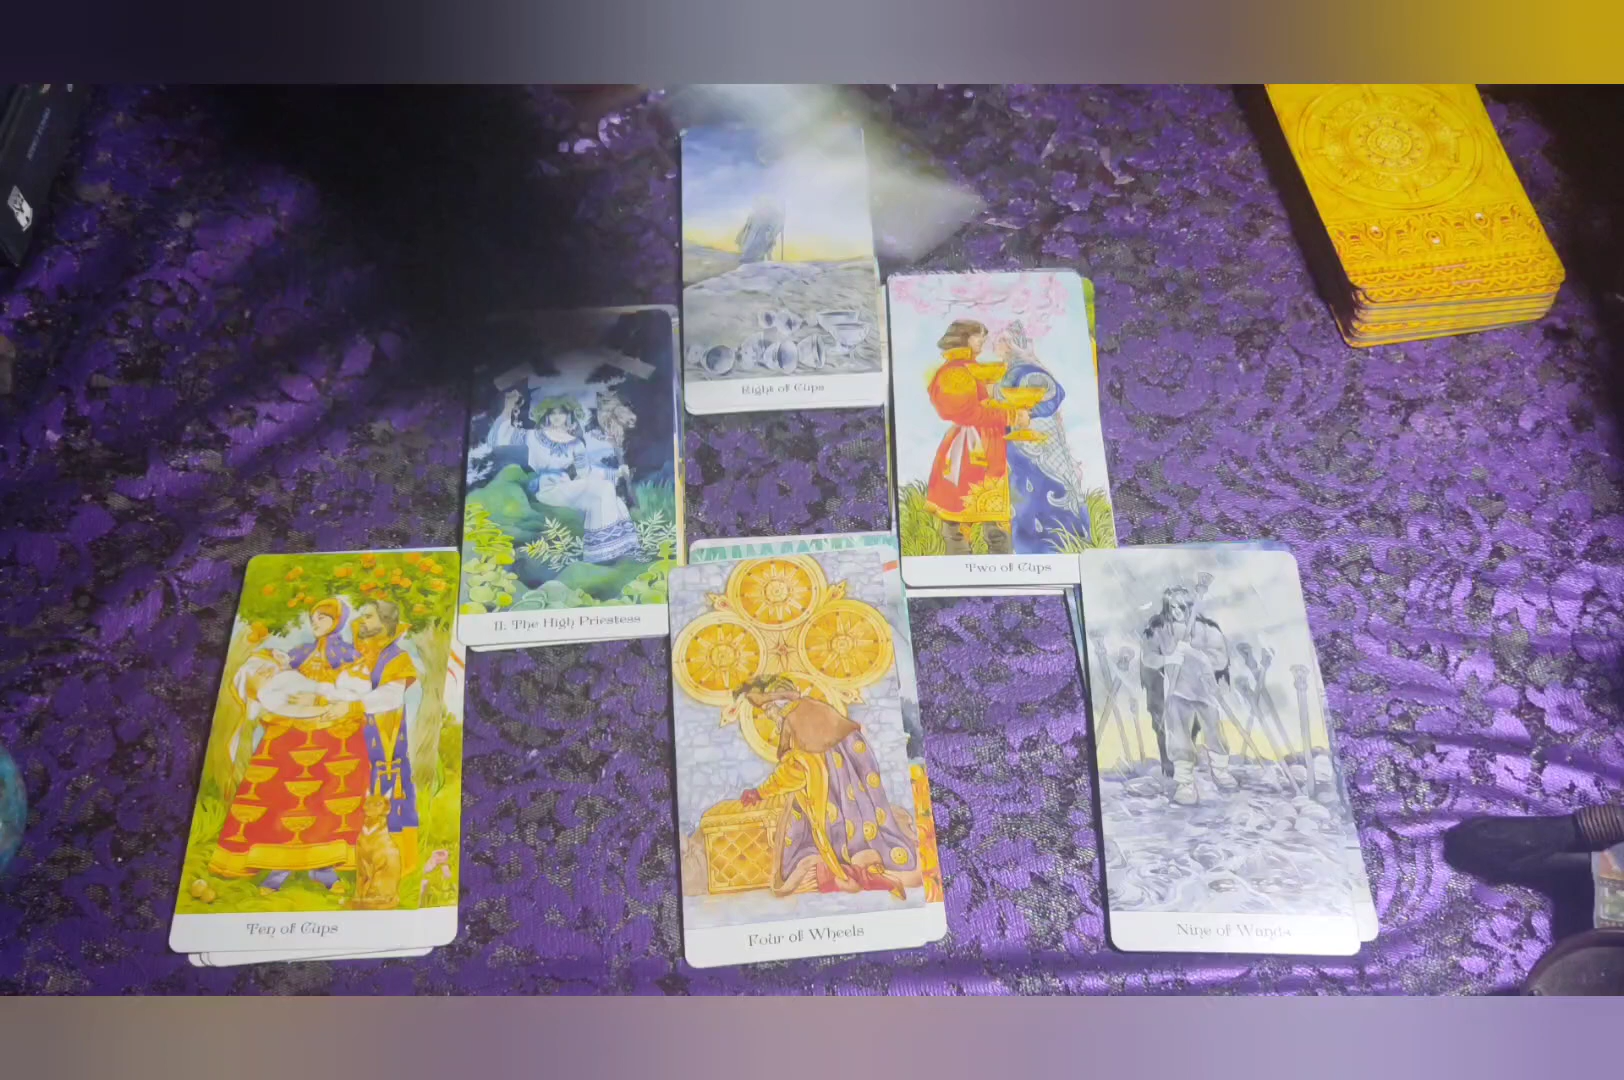 Eight of Cups
II. The High Priestess
Two of Cups
Ten of Cups
Four of Wheels
Nine of Wands